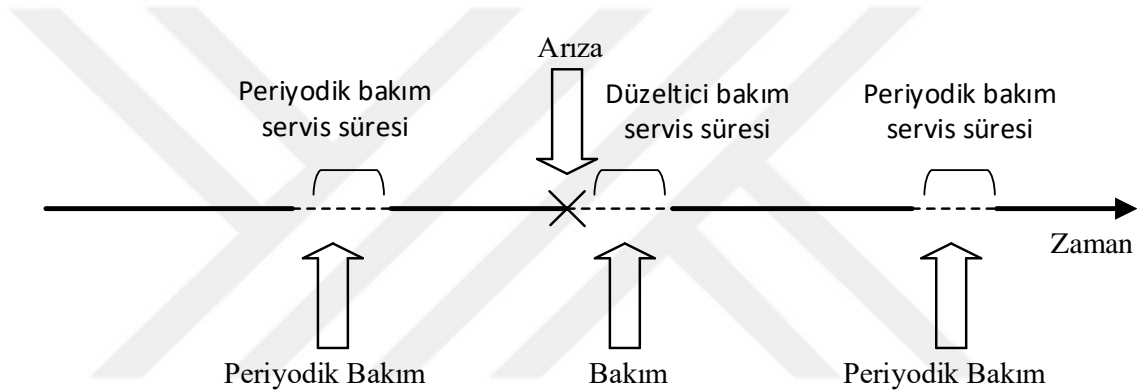 Arıza
Periyodik bakım
servis süresi
Düzeltici bakım
servis süresi
Periyodik bakım
servis süresi
Zaman
Periyodik Bakım
Bakım
Periyodik Bakım